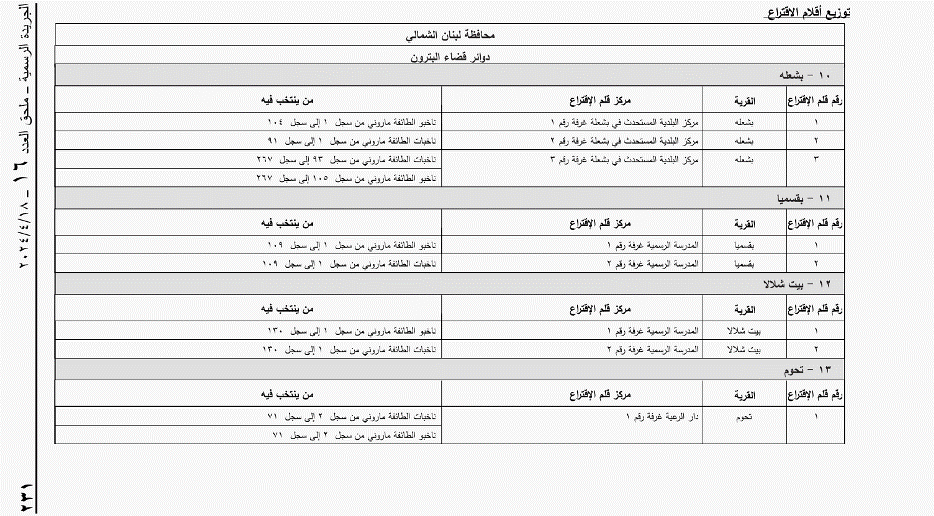 توزيع أقلام الاقتراع
محافظة لبنان الشمالي
دوائر قضاء البترون
١٠ - بشعله
رقم قلم الإقتراع القرية مركز قلم الإقتراع من ينتخب فيه
١ بشعله مركز البلدية المستحدث في بشعلة غرفة رقم ١ ناخبو الطائفة ماروني من سجل ١ إلى سجل ١٠٤
٢ بشعله مركز البلدية المستحدث في بشعلة غرفة رقم ٢ ناخبات الطائفة ماروني من سجل ١ إلى سجل ٩١
٣ بشعله مركز البلدية المستحدث في بشعلة غرفة رقم ٣ ناخبات الطائفة ماروني من سجل ٩٣ إلى سجل ٢٦٧
ناخبو الطائفة ماروني من سجل ١٠٥ إلى سجل ٢٦٧
١١ - بقسميا
رقم قلم الإقتراع القرية مركز قلم الإقتراع من ينتخب فيه
١ بقسميا المدرسة الرسمية غرفة رقم ١ ناخبو الطائفة ماروني من سجل ١ إلى سجل ١٠٩
٢ بقسميا المدرسة الرسمية غرفة رقم ٢ ناخبات الطائفة ماروني من سجل ١ إلى سجل ١٠٩
١٢ - بيت شلالا
رقم قلم الإقتراع القرية مركز قلم الإقتراع من ينتخب فيه
١ بيت شلالا المدرسة الرسمية غرفة رقم ١ ناخبو الطائفة ماروني من سجل ١ إلى سجل ١٣٠
٢ بيت شلالا المدرسة الرسمية غرفة رقم ٢ ناخبات الطائفة ماروني من سجل ١ إلى سجل ١٣٠
١٣ - تحوم
رقم قلم الإقتراع القرية مركز قلم الإقتراع من ينتخب فيه
١ تحوم دار الرعية غرفة رقم ١ ناخبات الطائفة ماروني من سجل ٢ إلى سجل ٧١
ناخبو الطائفة ماروني من سجل ٢ إلى سجل ٧١
الجريدة الرسمية – ملحق العدد ١٦ – ٢٠٢٤/٤/١٨
٢٣١